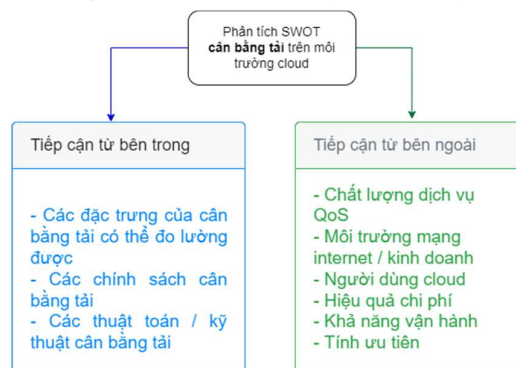 Phân tích SWOT
cân bằng tải trên môi
trường cloud
Tiếp cận từ bên trong
- Các đặc trưng của cân
bằng tải có thể đo lường
được
- Các chính sách cân
bằng tải
- Các thuật toán / kỹ
thuật cân bằng tải
Tiếp cận từ bên ngoài
- Chất lượng dịch vụ
QoS
- Môi trường mạng
internet / kinh doanh
- Người dùng cloud
- Hiệu quả chi phí
- Khả năng vận hành
- Tính ưu tiên